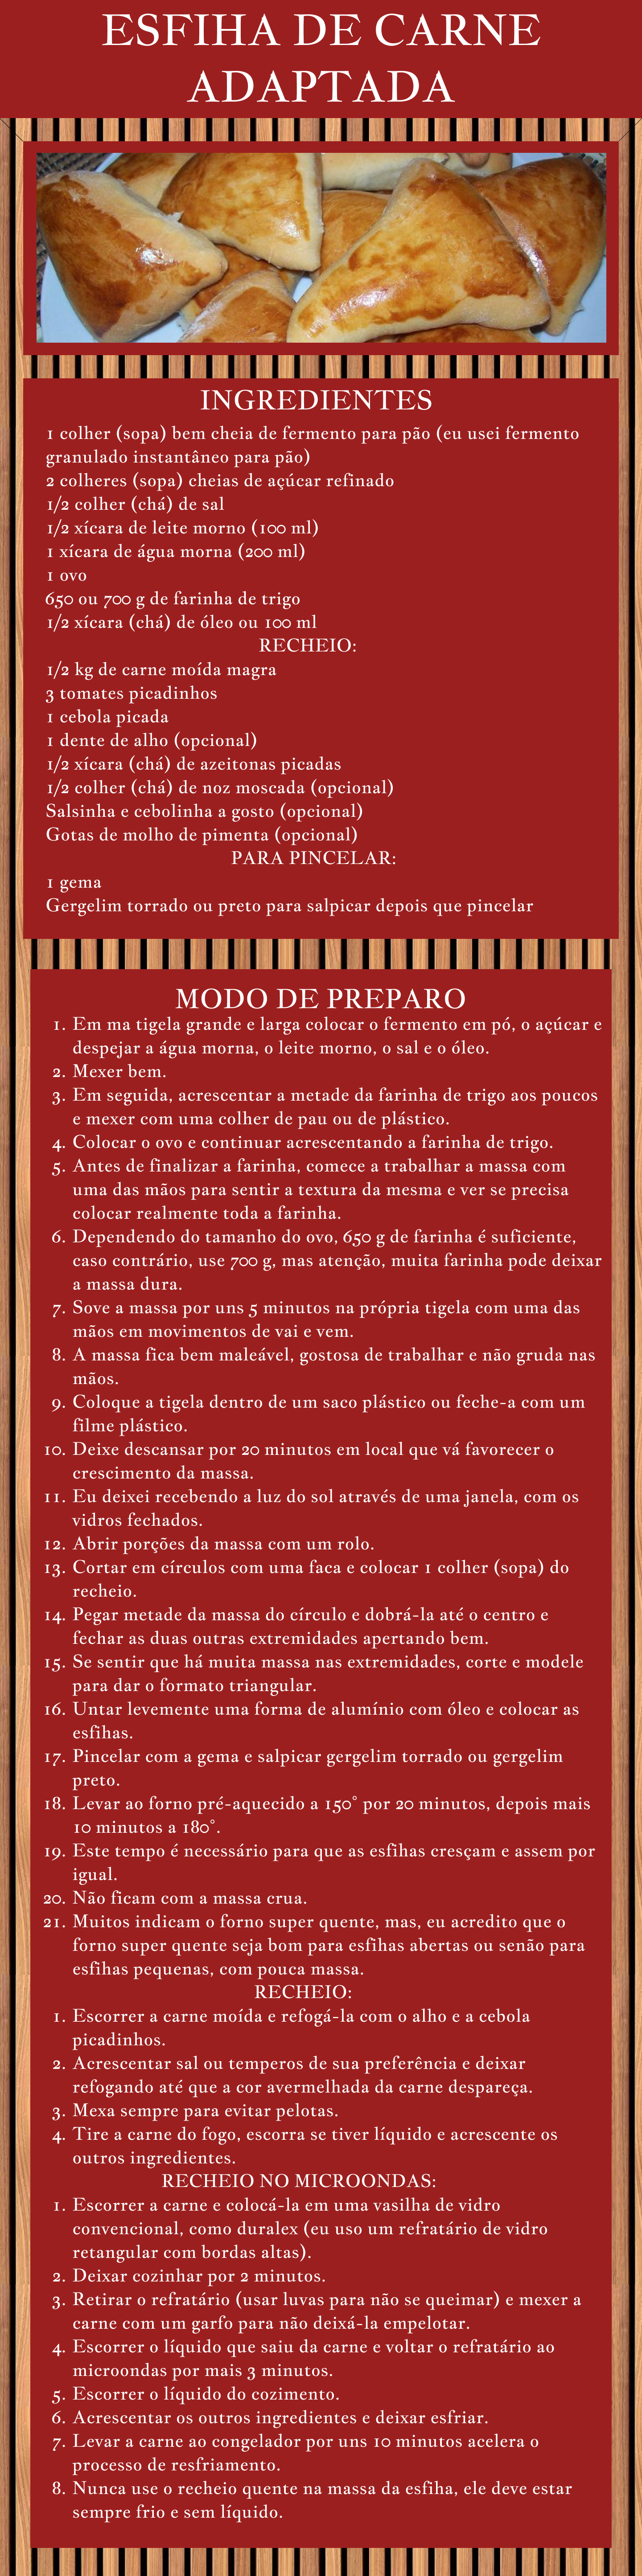 ESFIHA DE CARNE
ADAPTADA
INGREDIENTES
1 colher (sopa) bem cheia de fermento para pão (eu usei fermento
granulado instantâneo para pão)
2 colheres (sopa) cheias de açúcar refinado
1/2 colher (chá) de sal
1/2 xícara de leite morno (100 ml)
1 xícara de água morna (200 ml)
1 ovo
650 ou 700 g de farinha de trigo
1/2 xícara (chá) de óleo ou 100 ml
RECHEIO:
1/2 kg de carne moída magra
3 tomates picadinhos
1 cebola picada
1 dente de alho (opcional)
1/2 xícara (chá) de azeitonas picadas
1/2 colher (chá) de noz moscada (opcional)
Salsinha e cebolinha a gosto (opcional)
Gotas de molho de pimenta (opcional)
PARA PINCELAR:
1 gema
Gergelim torrado ou preto para salpicar depois que pincelar
MODO DE PREPARO
1. Em ma tigela grande e larga colocar o fermento em pó, o açúcar e
despejar a água morna, o leite morno, o sal e o óleo.
2. Mexer bem.
3. Em seguida, acrescentar a metade da farinha de trigo aos poucos
e mexer com uma colher de pau ou de plástico.
4. Colocar o ovo e continuar acrescentando a farinha de trigo.
5. Antes de finalizar a farinha, comece a trabalhar a massa com
uma das mãos para sentir a textura da mesma e ver se precisa
colocar realmente toda a farinha.
6. Dependendo do tamanho do ovo, 650 g de farinha é suficiente,
caso contrário, use 700 g, mas atenção, muita farinha pode deixar
a massa dura.
7. Sove a massa por uns 5 minutos na própria tigela com uma das
mãos em movimentos de vai e vem.
8. A massa fica bem maleável, gostosa de trabalhar e não gruda nas
mãos.
9. Coloque a tigela dentro de um saco plástico ou feche-a com um
filme plástico.
10. Deixe descansar por 20 minutos em local que vá favorecer o
crescimento da massa.
11. Eu deixei recebendo a luz do sol através de uma janela, com os
vidros fechados.
12. Abrir porções da massa com um rolo.
13. Cortar em círculos com uma faca e colocar 1 colher (sopa) do
recheio.
14. Pegar metade da massa do círculo e dobrá-la até o centro e
fechar as duas outras extremidades apertando bem.
15. Se sentir que há muita massa nas extremidades, corte e modele
para dar o formato triangular.
16. Untar levemente uma forma de alumínio com óleo e colocar as
esfihas.
17. Pincelar com a gema e salpicar gergelim torrado ou gergelim
preto.
18. Levar ao forno pré-aquecido a 150° por 20 minutos, depois mais
10 minutos a 180°.
19. Este tempo é necessário para que as esfihas cresçam e assem por
igual.
20. Não ficam com a massa crua.
21. Muitos indicam o forno super quente, mas, eu acredito que o
forno super quente seja bom para esfihas abertas ou senão para
esfihas pequenas, com pouca massa.
RECHEIO:
1. Escorrer a carne moída e refogá-la com o alho e a cebola
picadinhos.
2. Acrescentar sal ou temperos de sua preferência e deixar
refogando até que a cor avermelhada da carne despareça.
3. Mexa sempre para evitar pelotas.
4. Tire a carne do fogo, escorra se tiver líquido e acrescente os
outros ingredientes.
RECHEIO NO MICROONDAS:
1. Escorrer a carne e colocá-la em uma vasilha de vidro
convencional, como duralex (eu uso um refratário de vidro
retangular com bordas altas).
2. Deixar cozinhar por 2 minutos.
3. Retirar o refratário (usar luvas para não se queimar) e mexer a
carne com um garfo para não deixá-la empelotar.
4. Escorrer o líquido que saiu da carne e voltar o refratário ao
microondas por mais 3 minutos.
5. Escorrer o líquido do cozimento.
6. Acrescentar os outros ingredientes e deixar esfriar.
7. Levar a carne ao congelador por uns 10 minutos acelera o
processo de resfriamento.
8. Nunca use o recheio quente na massa da esfiha, ele deve estar
sempre frio e sem líquido.